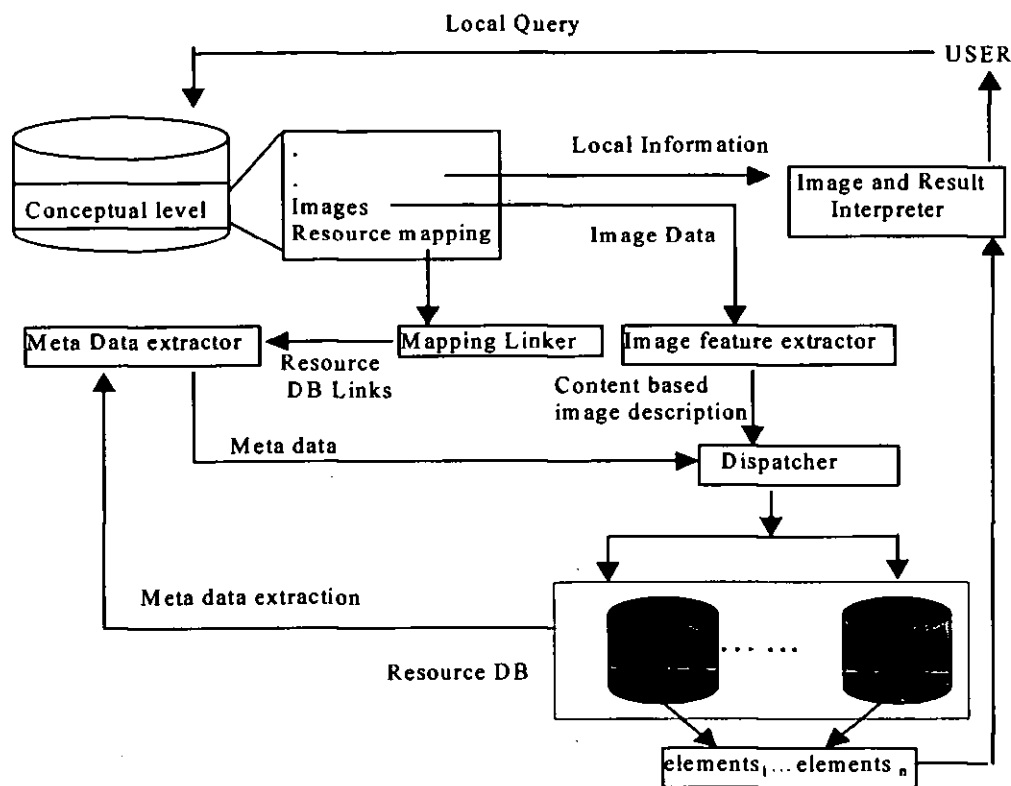 Local Query
USER
Local Information
Image and Result
Interpreter
Conceptual level
.
.
Images
Resource mapping
Image Data
Meta Data extractor
Mapping Linker
Image feature extractor
Resource
DB Links
Content based
image description
Meta data
Dispatcher
Meta data extraction
...... ...
Resource DB
elements₁ ... elements ₙ